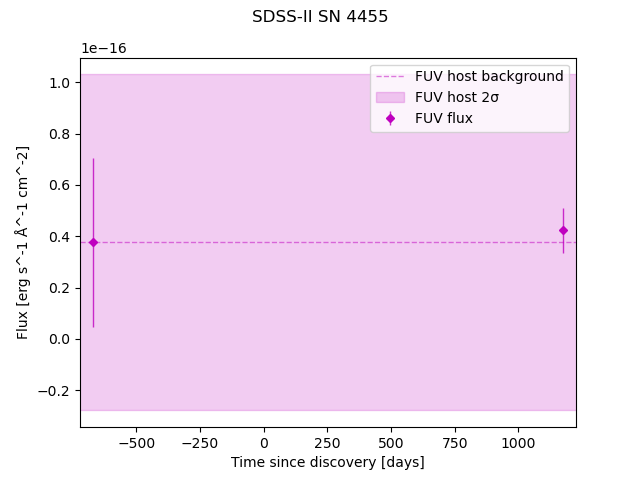 SDSS-II SN 4455
1e−16
FUV host background
FUV host 2σ
FUV flux
1.0
0.8
0.6
0.4
0.2
0.0
−0.2
Flux [erg s^-1 Å^-1 cm^-2]
−500
−250
0
250
500
750
1000
Time since discovery [days]